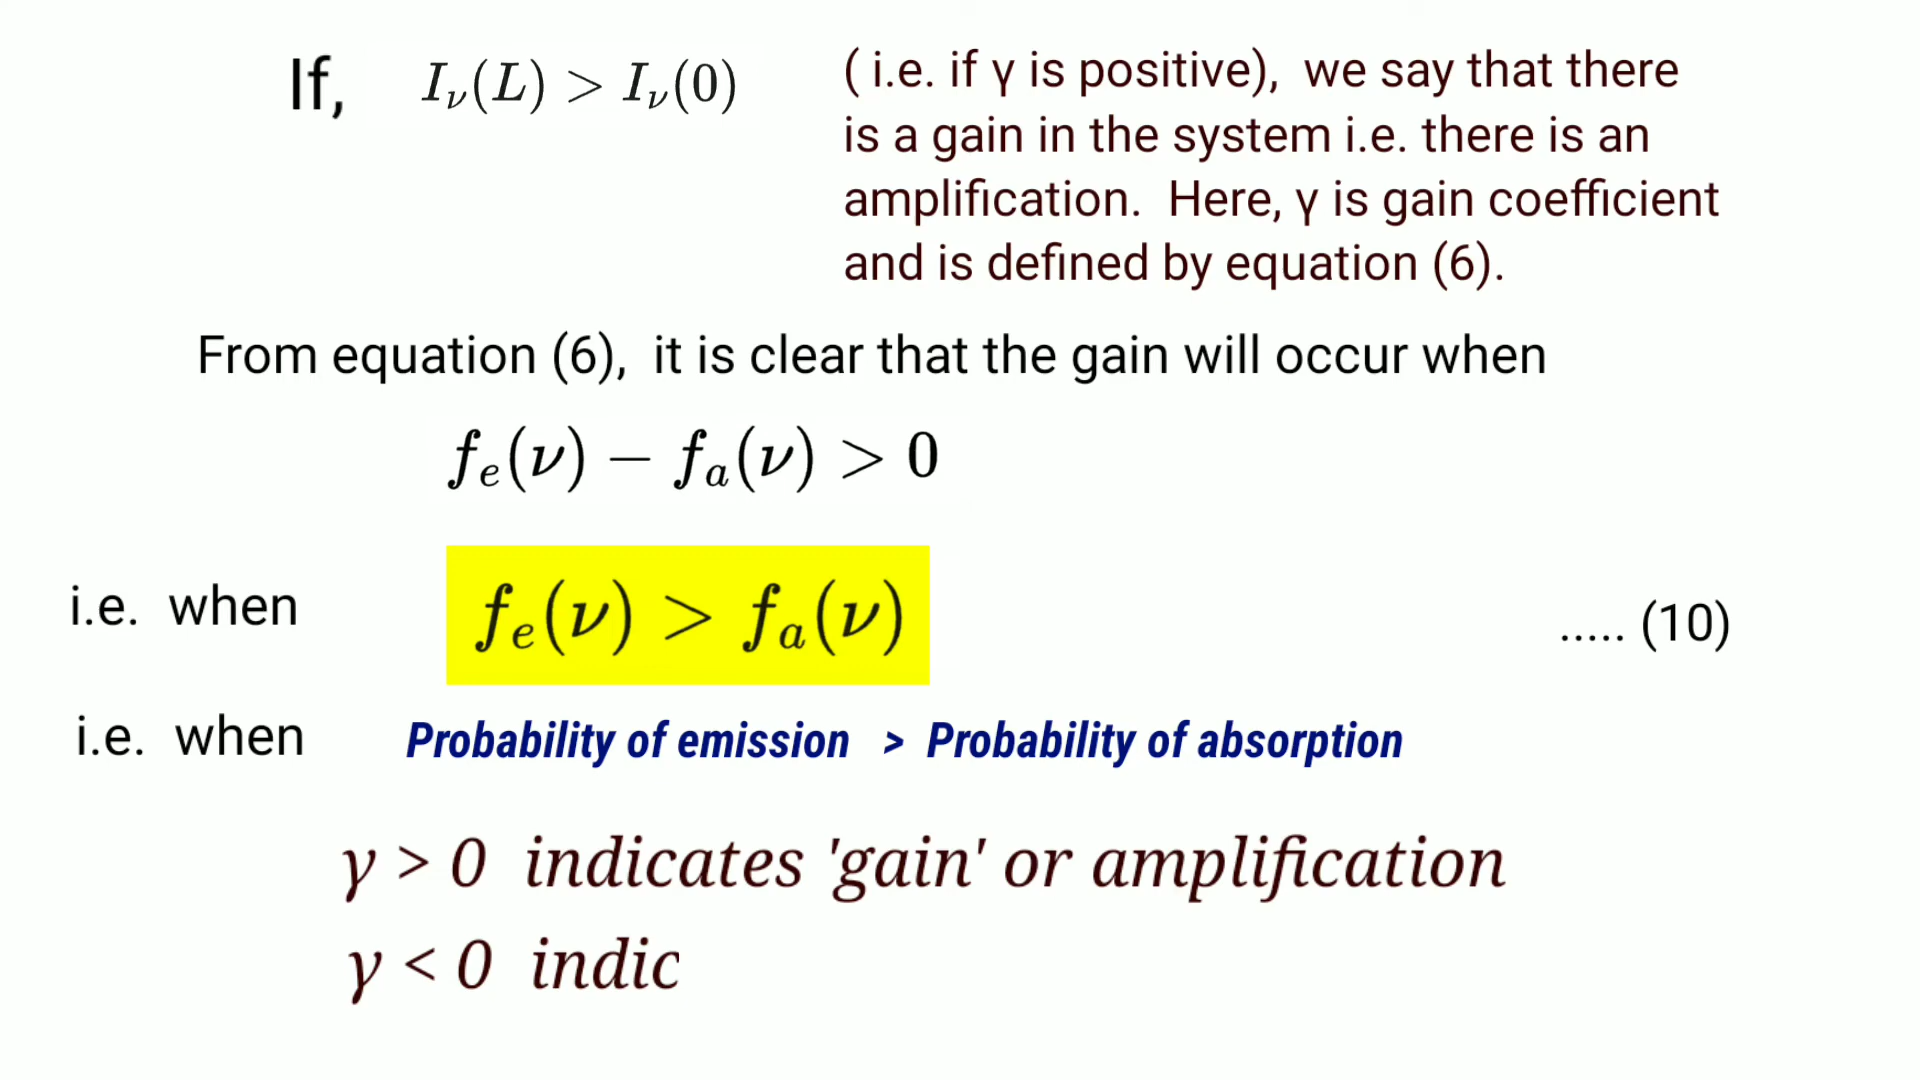 If, Iν(L) > Iν(0)
( i.e. if γ is positive), we say that there
is a gain in the system i.e. there is an
amplification. Here, γ is gain coefficient
and is defined by equation (6).
From equation (6), it is clear that the gain will occur when
fe(ν) − fa(ν) > 0
i.e. when fe(ν) > fa(ν) ..... (10)
i.e. when Probability of emission > Probability of absorption
γ > 0 indicates 'gain' or amplification
γ < 0 indic